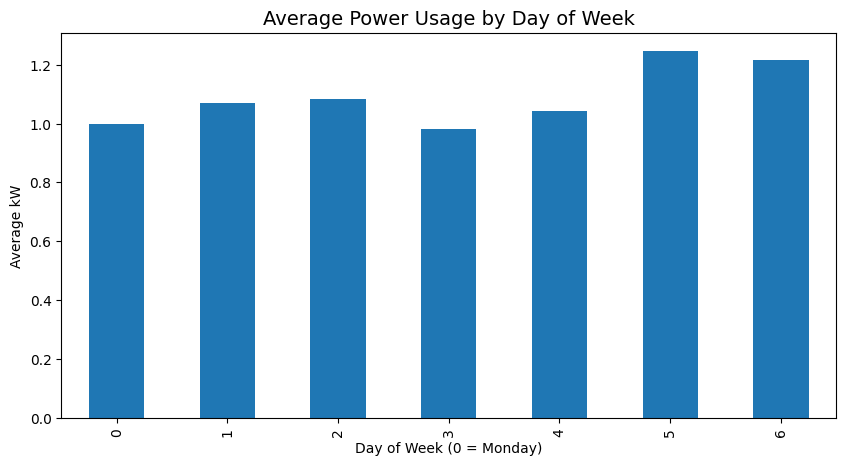 Average Power Usage by Day of Week
Average kW
1.2
1.0
0.8
0.6
0.4
0.2
0.0
0 1 2 3 4 5 6
Day of Week (0 = Monday)